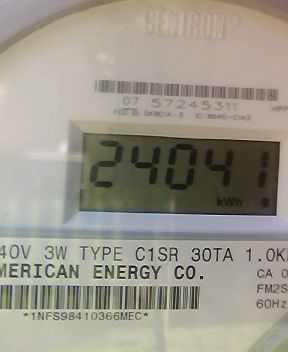 CENTRON
07 57245311
24041
kWh
40V 3W TYPE C1SR 30TA 1.0K
MERICAN ENERGY CO.
CA 0
FM2S
60Hz
*1NFS98410366MEC*